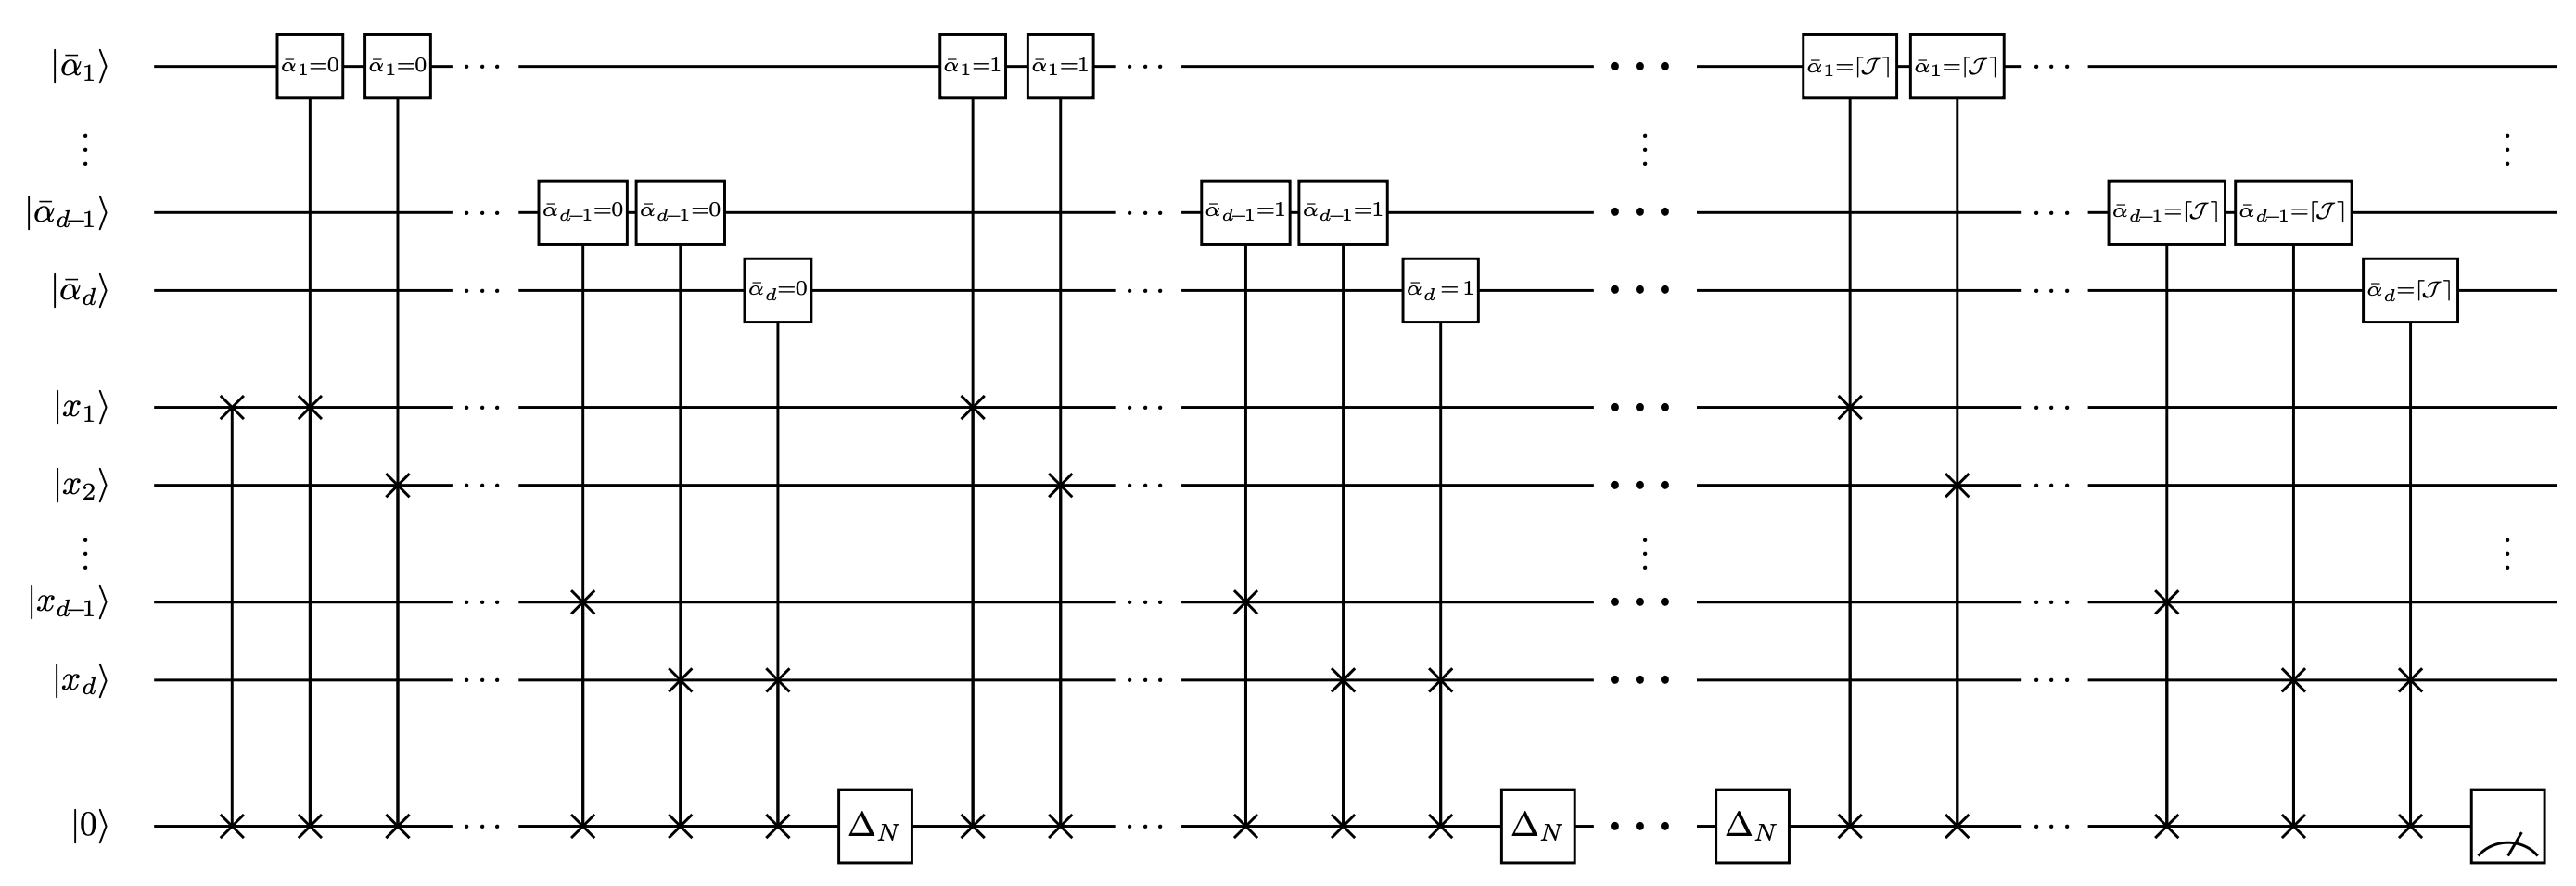 |ᾱ₁⟩ ᾱ₁=0 ᾱ₁=0 ··· ᾱ₁=1 ᾱ₁=1 ··· • • • ᾱ₁=⌈𝒥⌉ ᾱ₁=⌈𝒥⌉ ···
⋮ ⋮ ⋮
|ᾱ_{d−1}⟩ ··· ᾱ_{d−1}=0 ᾱ_{d−1}=0 ··· ᾱ_{d−1}=1 ᾱ_{d−1}=1 • • • ··· ᾱ_{d−1}=⌈𝒥⌉ ᾱ_{d−1}=⌈𝒥⌉
|ᾱ_d⟩ ··· ᾱ_d=0 ··· ᾱ_d=1 • • • ··· ᾱ_d=⌈𝒥⌉
|x₁⟩ ··· ··· • • • ···
|x₂⟩ ··· ··· • • • ···
⋮ ⋮ ⋮
|x_{d−1}⟩ ··· ··· • • • ···
|x_d⟩ ··· ··· • • • ···
|0⟩ ··· Δ_N ··· Δ_N • • • Δ_N ···